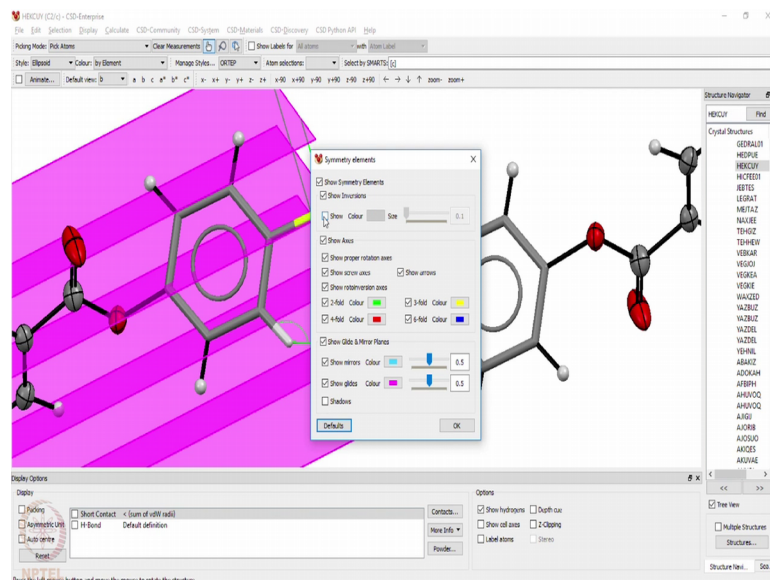 HEKCUY (C2/c) - CSD-Enterprise
File Edit Selection Display Calculate CSD-Community CSD-System CSD-Materials CSD-Discovery CSD Python API Help
Picking Mode: Pick Atoms Clear Measurements Show Labels for All atoms with Atom Label
Style: Ellipsoid Colour: by Element Manage Styles... ORTEP Atom selections: Select by SMARTS: [c]
Animate... Default view: b a b c a* b* c* x- x+ y- y+ z- z+ x-90 x+90 y-90 y+90 z-90 z+90 ← → ↓ ↑ zoom- zoom+
Structure Navigator
HEKCUY Find
Crystal Structures
GEDRAL01
HEDPUE
HEKCUY
HICFEE01
JEBTES
LEGRAT
MEJTAZ
NAXJEE
TEHGIZ
TEHHEW
VEBKAR
VEGJOJ
VEGKEA
VEGKIE
WAXZED
YAZBUZ
YAZBUZ
YAZDEL
YAZDEL
YEHNIL
ABAKIZ
ADOKAH
AFBIPH
AHUVOQ
AHUVOQ
AJIGIJ
AJORIB
AJOSUO
AKIQES
AKUVAE
<< >>
Tree View
Multiple Structures
Structures...
Structure Navi...
Symmetry elements
Show Symmetry Elements
Show Inversions
Show Colour Size 0.1
Show Axes
Show proper rotation axes
Show screw axes Show arrows
Show rotoinversion axes
2-fold Colour 3-fold Colour
4-fold Colour 6-fold Colour
Show Glide & Mirror Planes
Show mirrors Colour 0.5
Show glides Colour 0.5
Shadows
Defaults OK
Display Options
Display
Packing
Asymmetric Unit
Auto centre
Reset
Short Contact < (sum of vdW radii)
H-Bond Default definition
Contacts...
More Info
Powder...
Options
Show hydrogens Depth cue
Show cell axes Z-Clipping
Label atoms Stereo
NPTEL